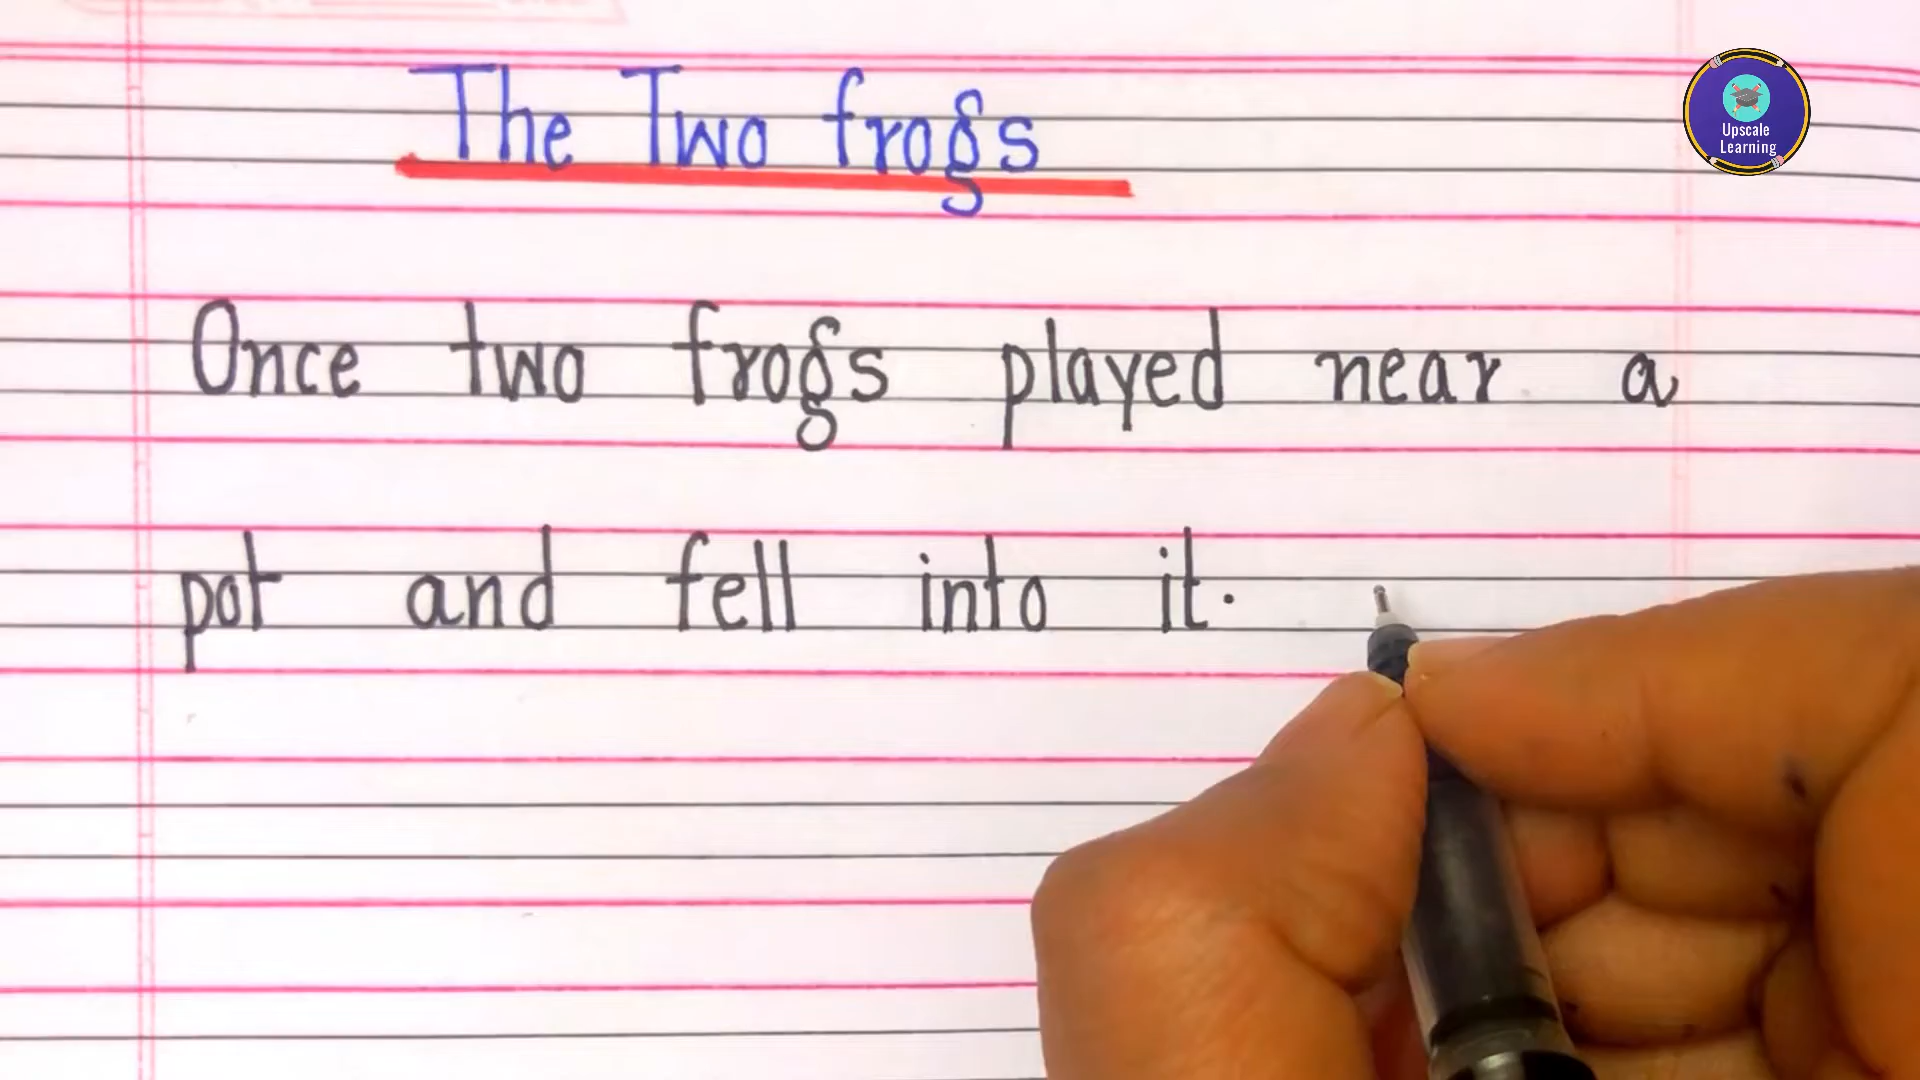 The Two frogs
Upscale
Learning
Once two frogs played near a
pot and fell into it.